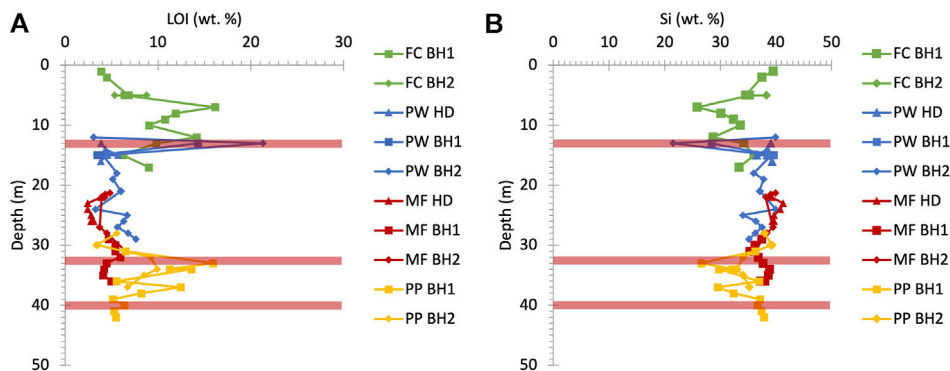 A
LOI (wt. %)
0 10 20 30
0
10
20
30
40
50
Depth (m)
FC BH1
FC BH2
PW HD
PW BH1
PW BH2
MF HD
MF BH1
MF BH2
PP BH1
PP BH2
B
Si (wt. %)
0 10 20 30 40 50
0
10
20
30
40
50
Depth (m)
FC BH1
FC BH2
PW HD
PW BH1
PW BH2
MF HD
MF BH1
MF BH2
PP BH1
PP BH2